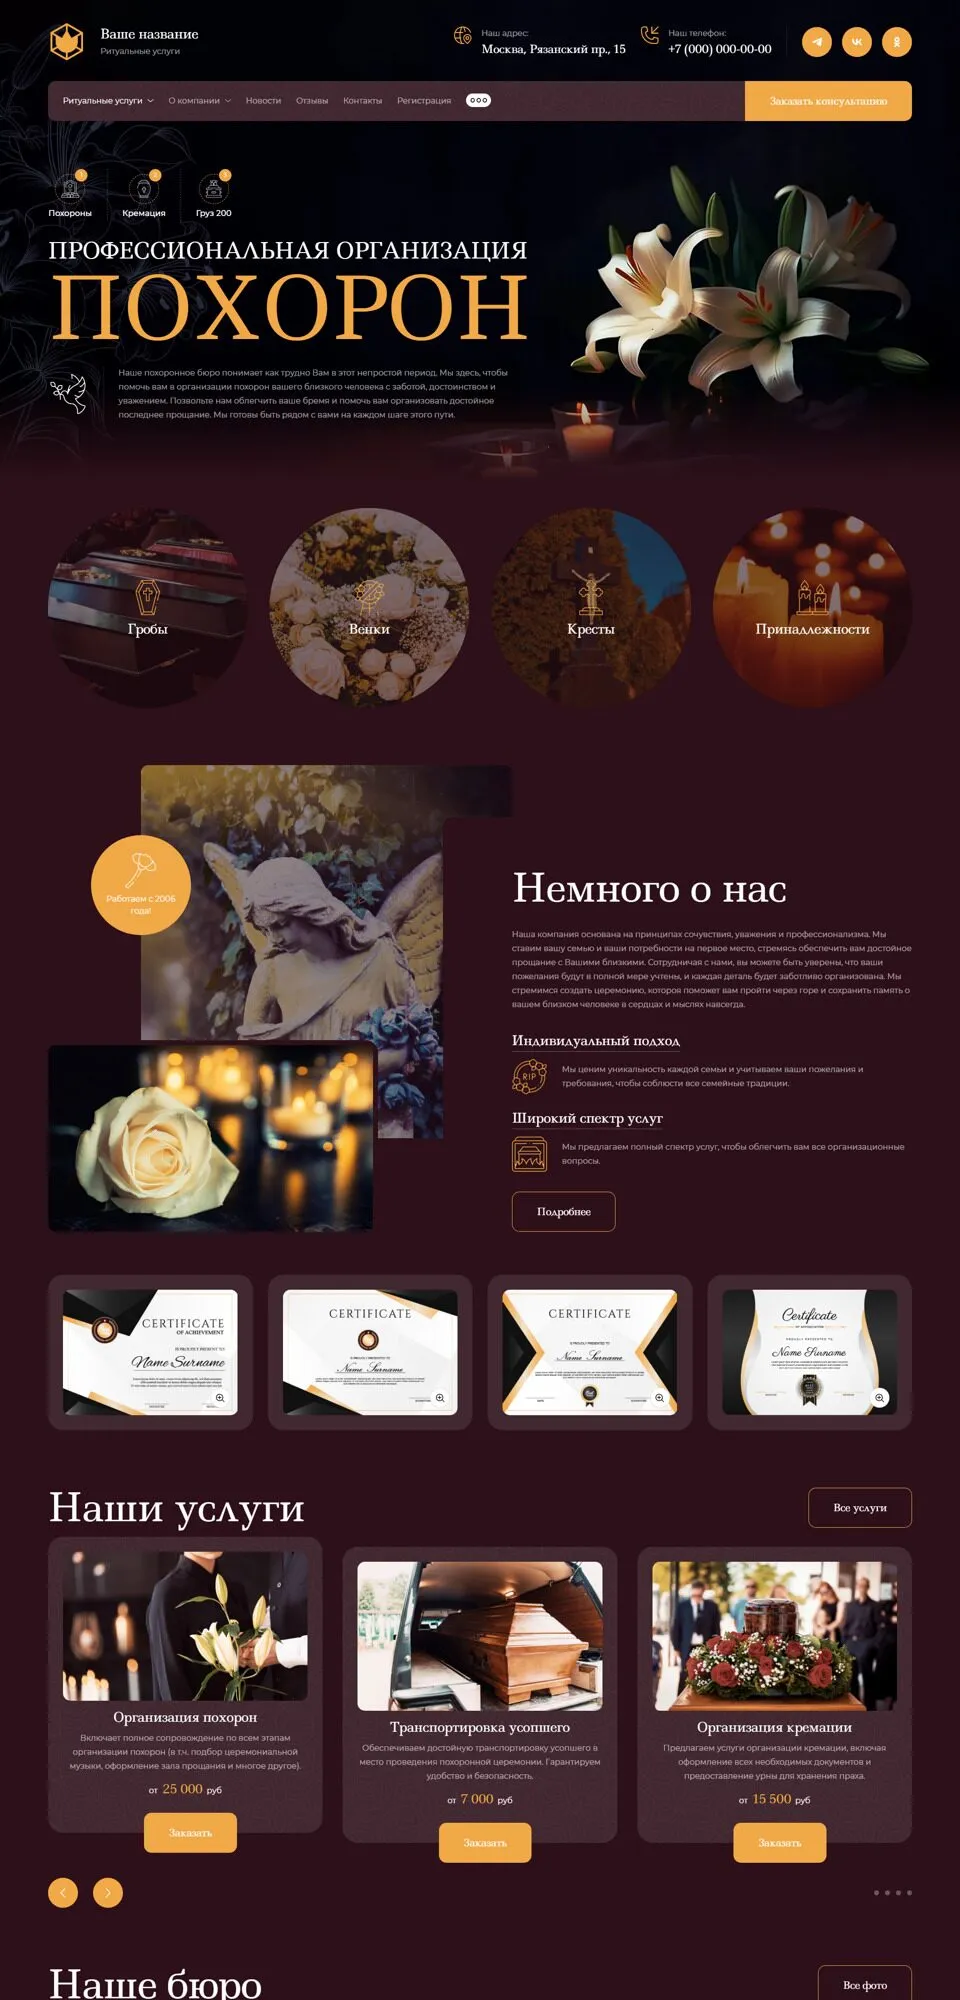 Ваше название
Ритуальные услуги
Наш адрес:
Москва, Рязанский пр., 15
Наш телефон:
+7 (000) 000-00-00
Ритуальные услуги
О компании
Новости
Отзывы
Контакты
Регистрация
Заказать консультацию
1
2
3
Похороны
Кремация
Груз 200
ПРОФЕССИОНАЛЬНАЯ ОРГАНИЗАЦИЯ
ПОХОРОН
Наше похоронное бюро понимает как трудно Вам в этот непростой период. Мы здесь, чтобы
помочь вам в организации похорон вашего близкого человека с заботой, достоинством и
уважением. Позвольте нам облегчить ваше бремя и помочь вам организовать достойное
последнее прощание. Мы готовы быть рядом с вами на каждом шаге этого пути.
Гробы
Венки
Кресты
Принадлежности
Работаем с 2006
года!
Немного о нас
Наша компания основана на принципах сочувствия, уважения и профессионализма. Мы
ставим вашу семью и ваши потребности на первое место, стремясь обеспечить вам достойное
прощание с Вашими близкими. Сотрудничая с нами, вы можете быть уверены, что ваши
пожелания будут в полной мере учтены, и каждая деталь будет заботливо организована. Мы
стремимся создать церемонию, которая поможет вам пройти через горе и сохранить память о
вашем близком человеке в сердцах и мыслях навсегда.
Индивидуальный подход
RIP
Мы ценим уникальность каждой семьи и учитываем ваши пожелания и
требования, чтобы соблюсти все семейные традиции.
Широкий спектр услуг
Мы предлагаем полный спектр услуг, чтобы облегчить вам все организационные
вопросы.
Подробнее
CERTIFICATE
OF ACHIEVEMENT
Name Surname
CERTIFICATE
Name Surname
CERTIFICATE
Name Surname
Certificate
Name Surname
Наши услуги
Все услуги
Организация похорон
Включает полное сопровождение по всем этапам
организации похорон (в т.ч. подбор церемониальной
музыки, оформление зала прощания и многое другое).
от 25 000 руб
Заказать
Транспортировка усопшего
Обеспечиваем достойную транспортировку усопшего в
место проведения похоронной церемонии. Гарантируем
удобство и безопасность.
от 7 000 руб
Заказать
Организация кремации
Предлагаем услуги организации кремации, включая
оформление всех необходимых документов и
предоставление урны для хранения праха.
от 15 500 руб
Заказать
Наше бюро
Все фото